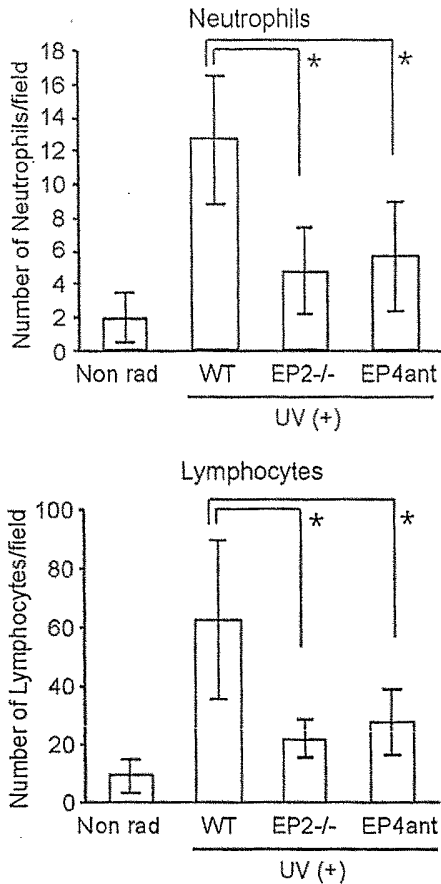 Neutrophils
Number of Neutrophils/field
18
16
14
12
10
8
6
4
2
0
*
*
Non rad WT EP2-/- EP4ant
UV (+)
Lymphocytes
Number of Lymphocytes/field
100
80
60
40
20
0
*
*
Non rad WT EP2-/- EP4ant
UV (+)